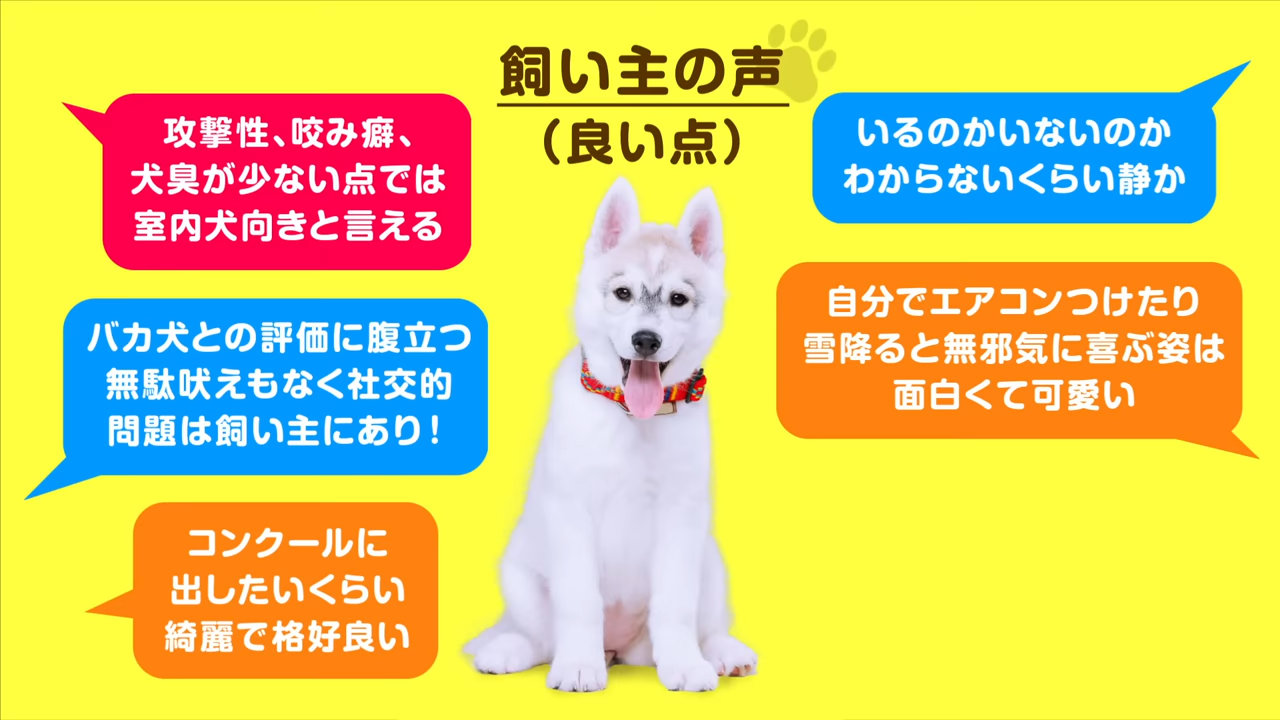 飼い主の声
(良い点)
攻撃性、咬み癖、
犬臭が少ない点では
室内犬向きと言える
バカ犬との評価に腹立つ
無駄吠えもなく社交的
問題は飼い主にあり!
コンクールに
出したいくらい
綺麗で格好良い
いるのかいないのか
わからないくらい静か
自分でエアコンつけたり
雪降ると無邪気に喜ぶ姿は
面白くて可愛い